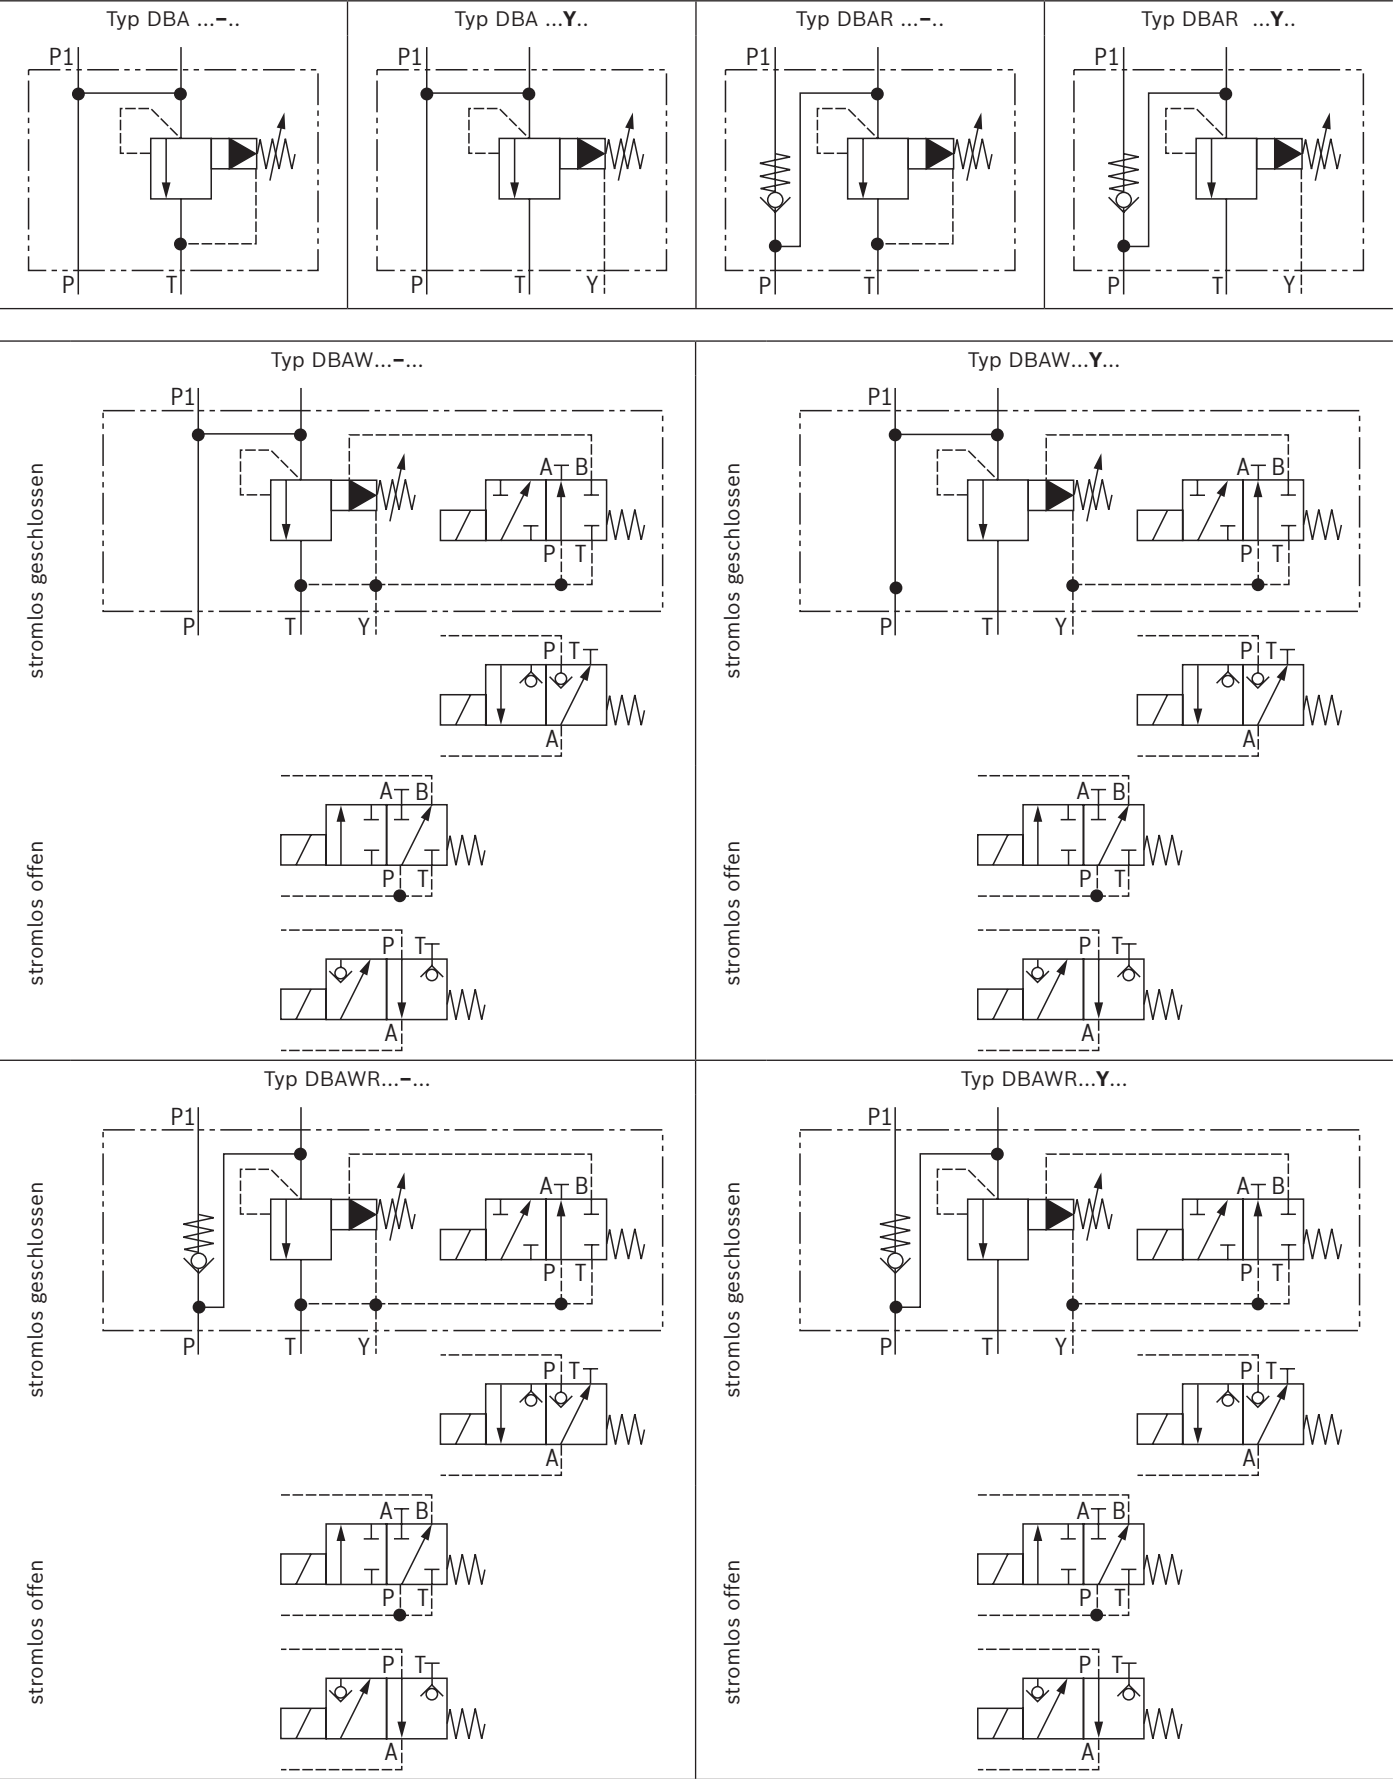 Typ DBA ...–..
Typ DBA ...Y..
Typ DBAR ...–..
Typ DBAR ...Y..
P1
P1
P1
P1
P
T
P
T
Y
P
T
P
T
Y
Typ DBAW...–...
Typ DBAW...Y...
stromlos geschlossen
P1
A
B
P
T
P
T
Y
P
T
A
stromlos offen
A
B
P
T
P
T
A
stromlos geschlossen
P1
A
B
P
T
P
T
Y
P
T
A
stromlos offen
A
B
P
T
P
T
A
Typ DBAWR...–...
Typ DBAWR...Y...
stromlos geschlossen
P1
A
B
P
T
P
T
Y
P
T
A
stromlos offen
A
B
P
T
P
T
A
stromlos geschlossen
P1
A
B
P
T
P
T
Y
P
T
A
stromlos offen
A
B
P
T
P
T
A